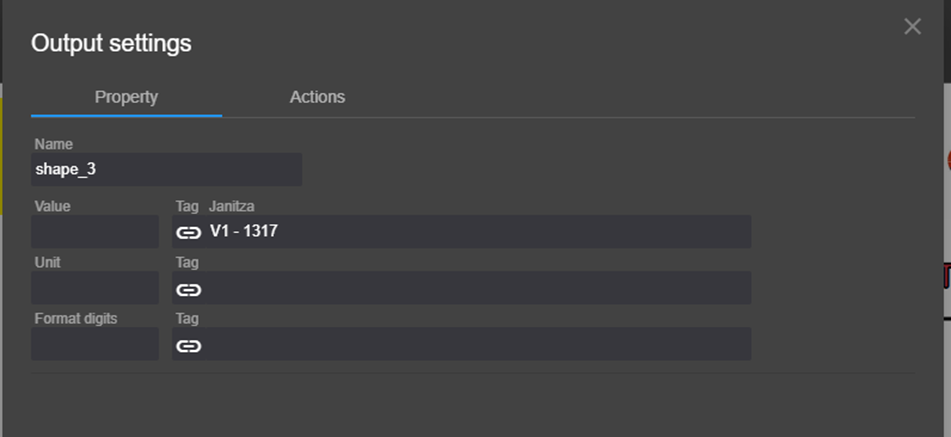 Output settings
Property Actions
Name
shape_3
Value Tag Janitza
V1 - 1317
Unit Tag
Format digits Tag